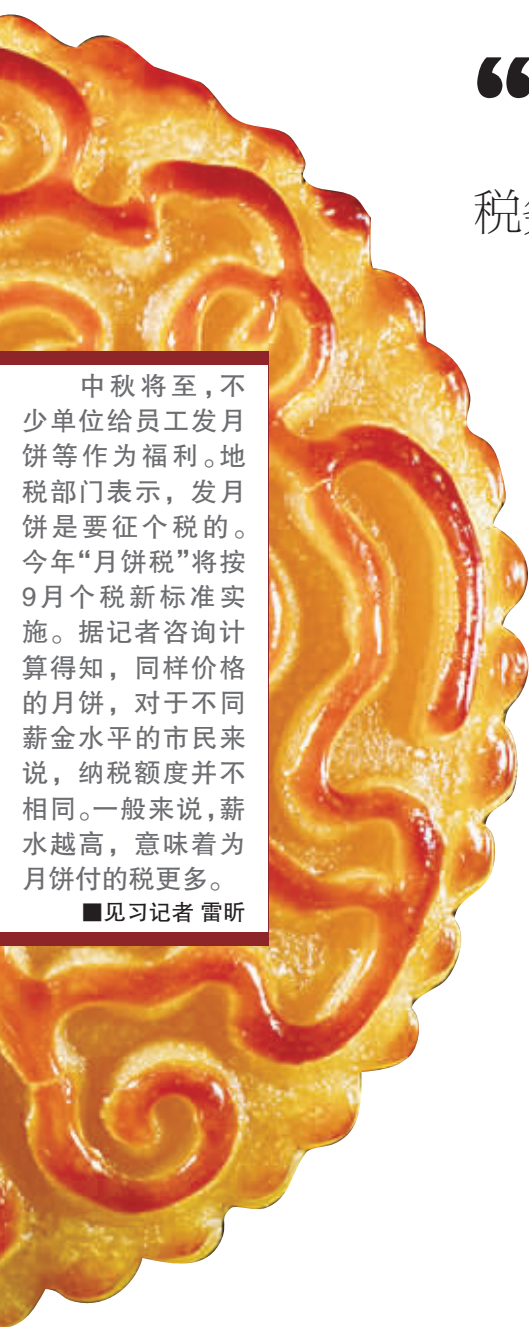 “
税
中秋将至，不
少单位给员工发月
饼等作为福利。地
税部门表示，发月
饼是要征个税的。
今年“月饼税”将按
9月个税新标准实
施。据记者咨询计
算得知，同样价格
的月饼，对于不同
薪金水平的市民来
说，纳税额度并不
相同。一般来说，薪
水越高，意味着为
月饼付的税更多。
■见习记者 雷昕